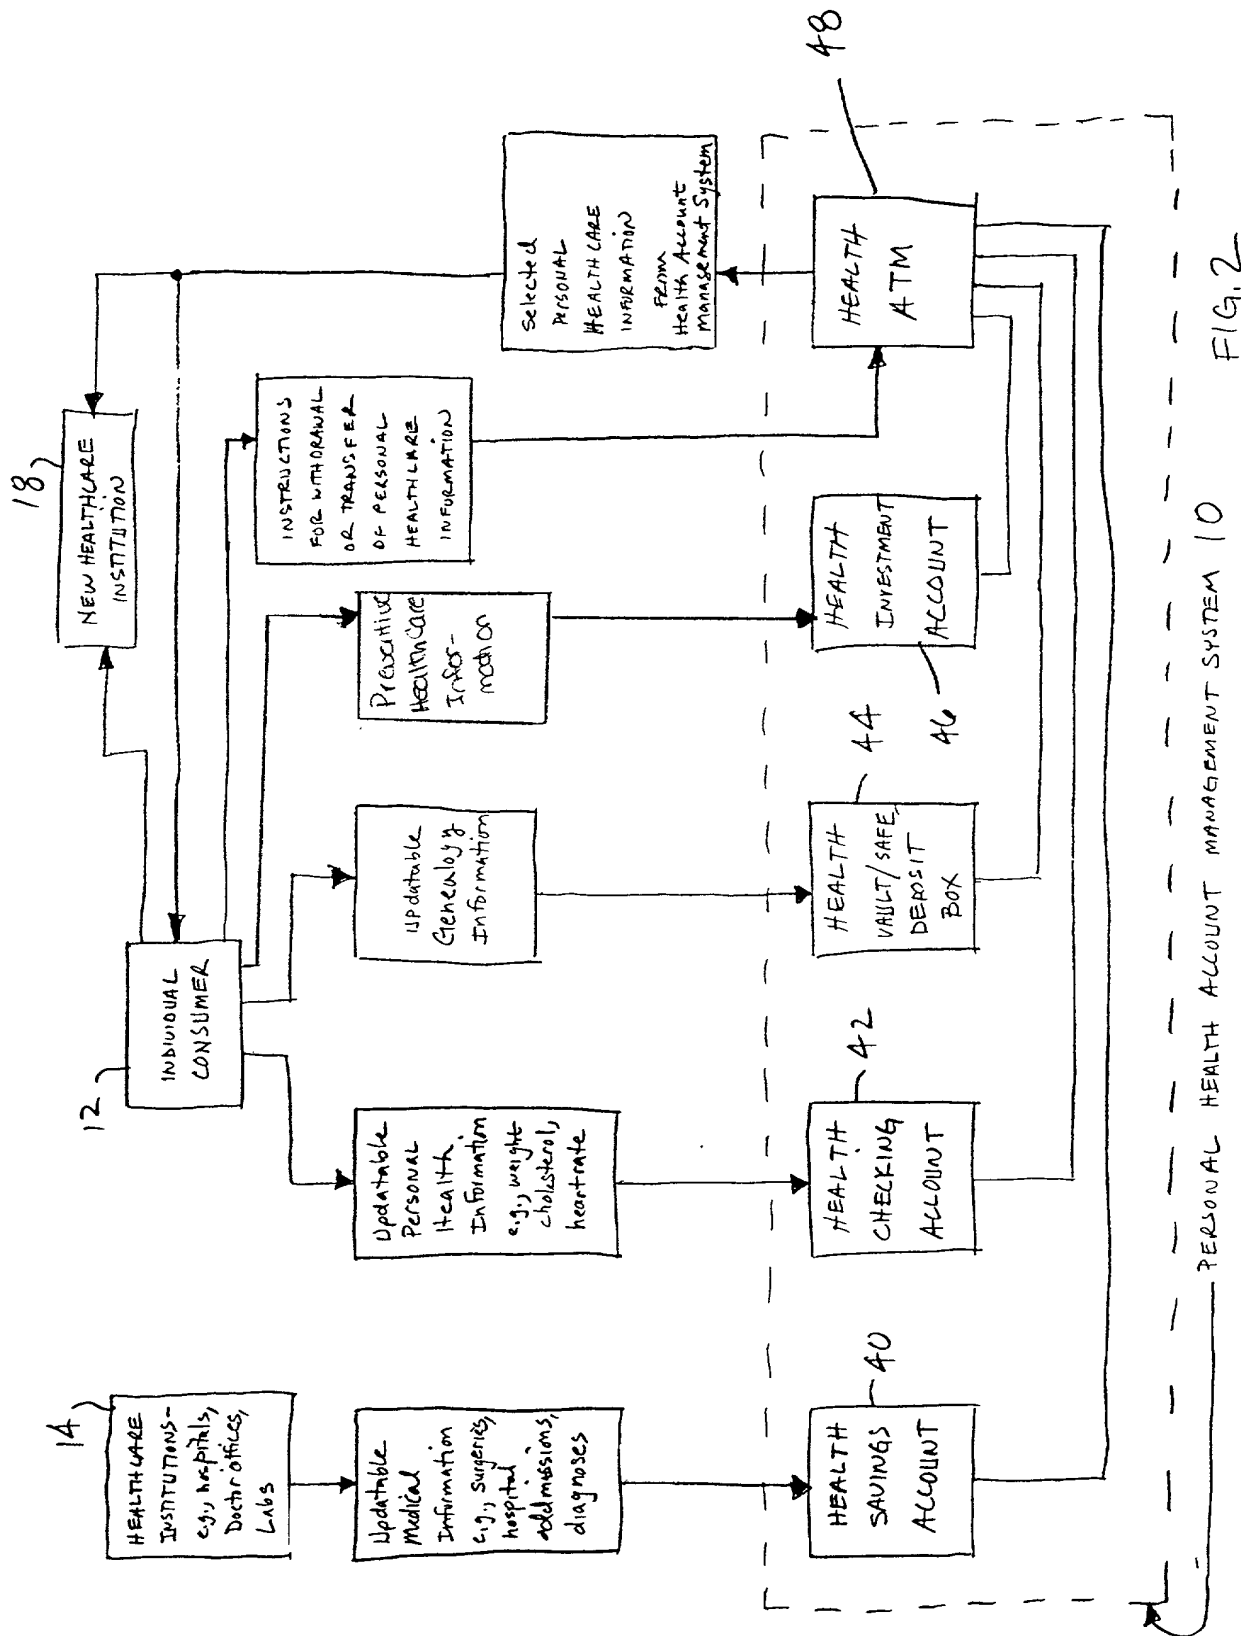 14
HEALTHCARE
INSTITUTIONS-
e.g., hospitals,
Doctor offices,
Labs
12
INDIVIDUAL
CONSUMER
18
NEW HEALTHCARE
INSTITUTION
Updatable
Medical
Information
e.g., surgeries,
hospital
admissions,
diagnoses
Updatable
Personal
Health
Information
e.g., weight
cholesterol,
heartrate
Updatable
Genealogy
Information
Preventive
HealthCare
Infor-
mation
INSTRUCTIONS
FOR WITHDRAWAL
OR TRANSFER
OF PERSONAL
HEALTHCARE
INFORMATION
Selected
Personal
HEALTHCARE
INFORMATION
FROM
Health Account
Management System
HEALTH
SAVINGS
ACCOUNT
40
HEALTH
CHECKING
ACCOUNT
42
HEALTH
VAULT/SAFE
DEPOSIT
BOX
44
HEALTH
INVESTMENT
ACCOUNT
46
HEALTH
ATM
48
PERSONAL HEALTH ACCOUNT MANAGEMENT SYSTEM 10
FIG. 2